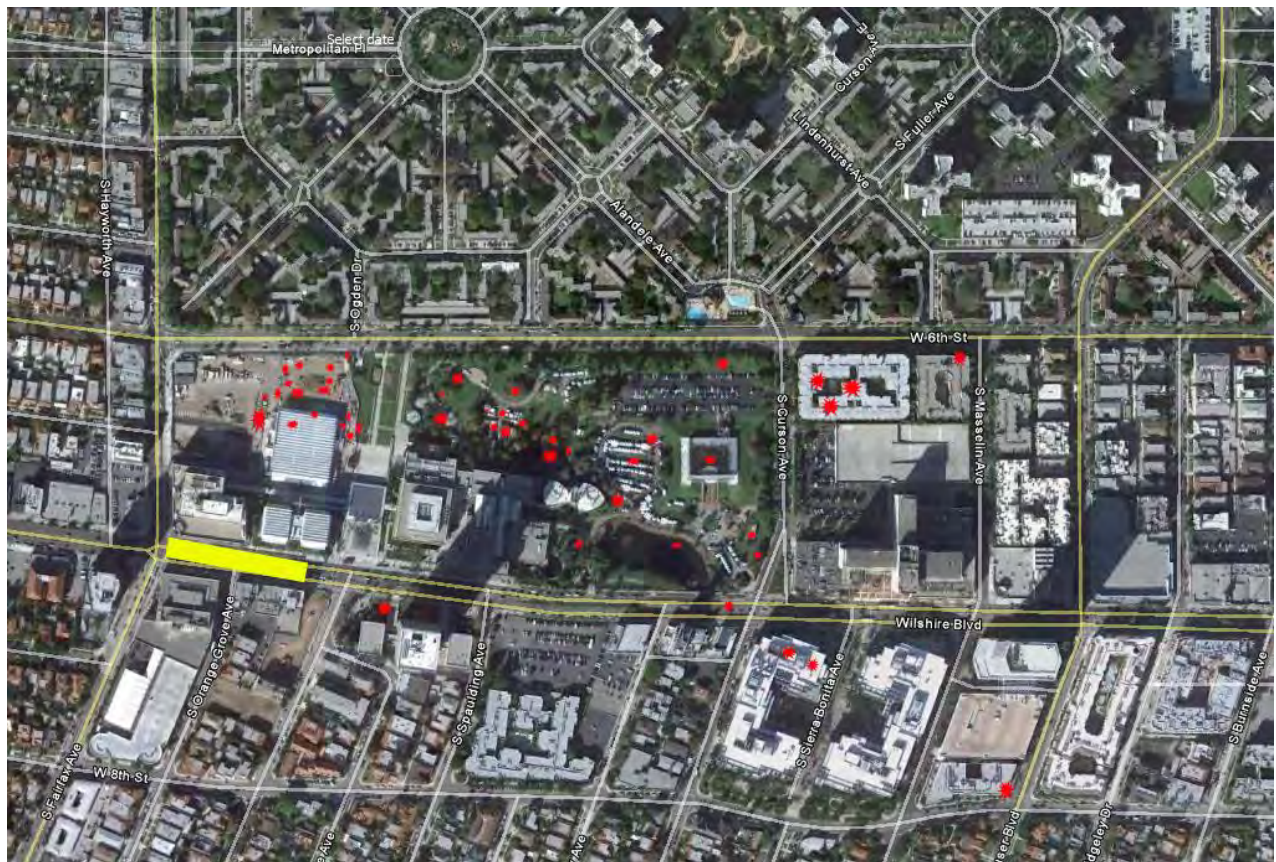 Select date
Metropolitan Pl
Curson Ave E
S Fuller Ave
Lindenhurst Ave
S Hayworth Ave
Alandele Ave
S Ogden Dr
W 6th St
S Curson Ave
S Masselin Ave
Wilshire Blvd
S Orange Grove Ave
S Spaulding Ave
S Sierra Bonita Ave
S Burnside Ave
S Fairfax Ave
W 8th St
user Blvd
dgeley Dr
e Ave
Ave